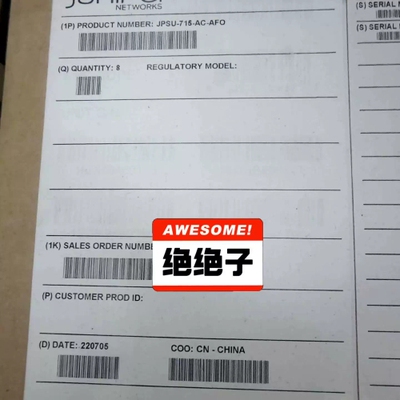 NETWORKS
(1P) PRODUCT NUMBER: JPSU-715-AC-AFO
(S) SERIAL
(Q) QUANTITY: 8 REGULATORY MODEL:
AWESOME!
绝绝子
(1K) SALES ORDER NUMBE
(P) CUSTOMER PROD ID:
(D) DATE: 220705 COO: CN - CHINA